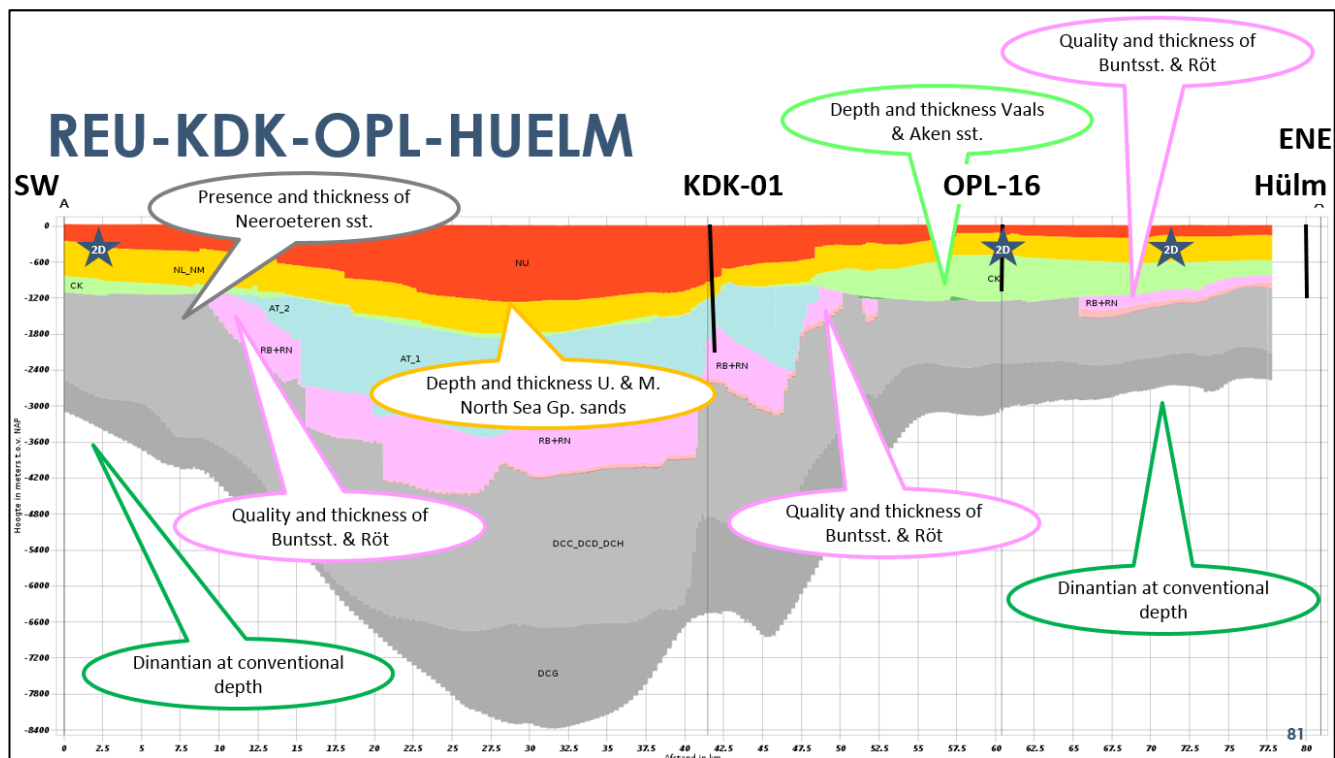 REU-KDK-OPL-HUELM
Quality and thickness of
Buntsst. & Röt
Depth and thickness Vaals
& Aken sst.
ENE
SW
KDK-01
OPL-16
Hülm
A
Presence and thickness of
Neeroeteren sst.
2D
2D
2D
NL_NM
NU
CK
CK
AT_2
RB+RN
AT_1
RB+RN
RB+RN
RB+RN
Depth and thickness U. & M.
North Sea Gp. sands
Quality and thickness of
Buntsst. & Röt
Quality and thickness of
Buntsst. & Röt
DCC_DCD_DCH
DCG
Dinantian at conventional
depth
Dinantian at conventional
depth
Hoogte in meters t.o.v. NAP
0
-600
-1200
-1800
-2400
-3000
-3600
-4200
-4800
-5400
-6000
-6600
-7200
-7800
-8400
0 2.5 5 7.5 10 12.5 15 17.5 20 22.5 25 27.5 30 32.5 35 37.5 40 42.5 45 47.5 50 52.5 55 57.5 60 62.5 65 67.5 70 72.5 75 77.5 80
Afstand in km
81